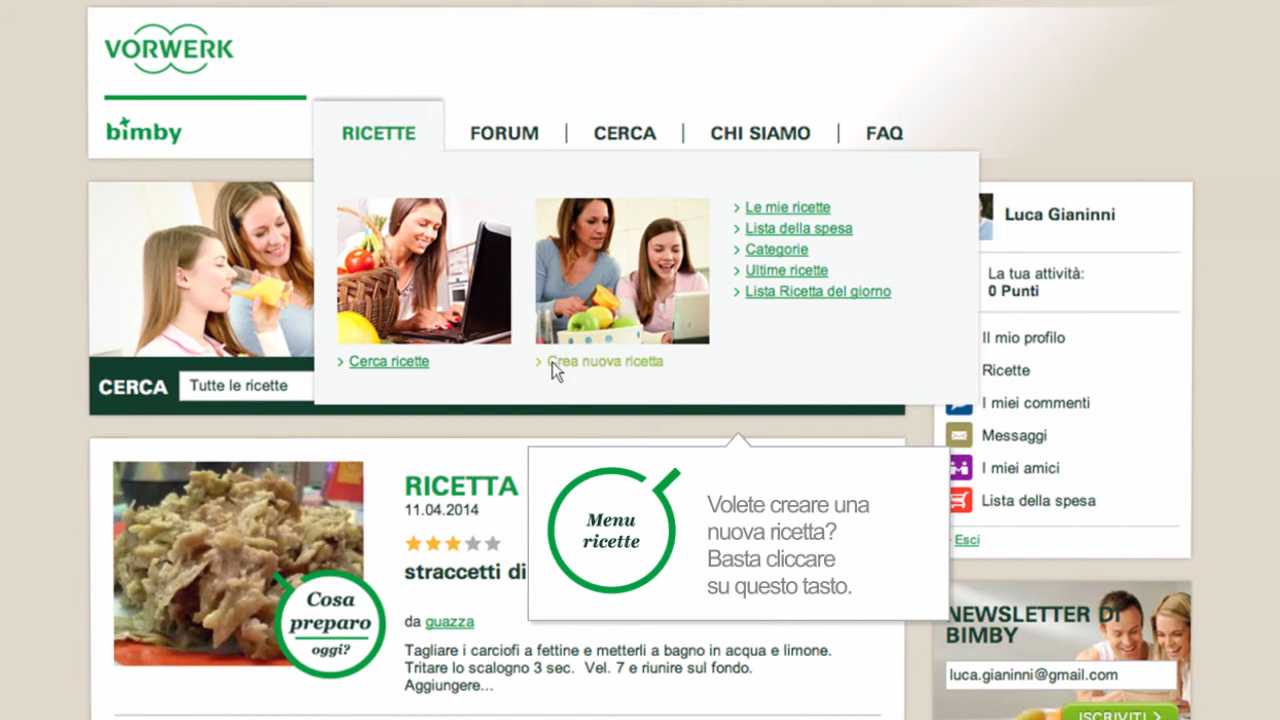 VORWERK
bimby
RICETTE
FORUM
CERCA
CHI SIAMO
FAQ
Cerca ricette
Crea nuova ricetta
Le mie ricette
Lista della spesa
Categorie
Ultime ricette
Lista Ricetta del giorno
CERCA
Tutte le ricette
Luca Gianinni
La tua attività:
0 Punti
Il mio profilo
Ricette
I miei commenti
Messaggi
I miei amici
Lista della spesa
Esci
RICETTA
11.04.2014
straccetti di
da guazza
Tagliare i carciofi a fettine e metterli a bagno in acqua e limone.
Tritare lo scalogno 3 sec. Vel. 7 e riunire sul fondo.
Aggiungere...
Cosa
preparo
oggi?
Menu
ricette
Volete creare una
nuova ricetta?
Basta cliccare
su questo tasto.
NEWSLETTER DI
BIMBY
luca.gianinni@gmail.com
ISCRIVITI